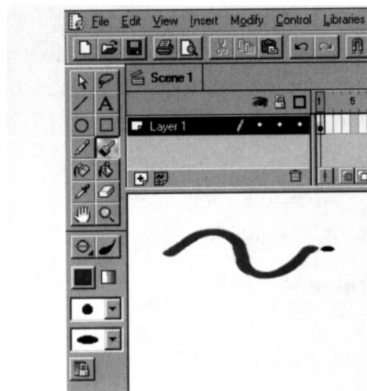 File Edit View Insert Modify Control Libraries
Scene 1
1 5
Layer 1
A